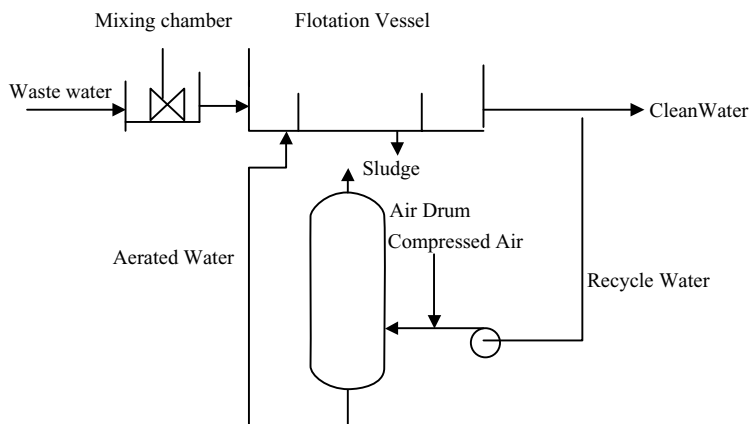 Mixing chamber
Flotation Vessel
Waste water
CleanWater
Sludge
Air Drum
Compressed Air
Aerated Water
Recycle Water